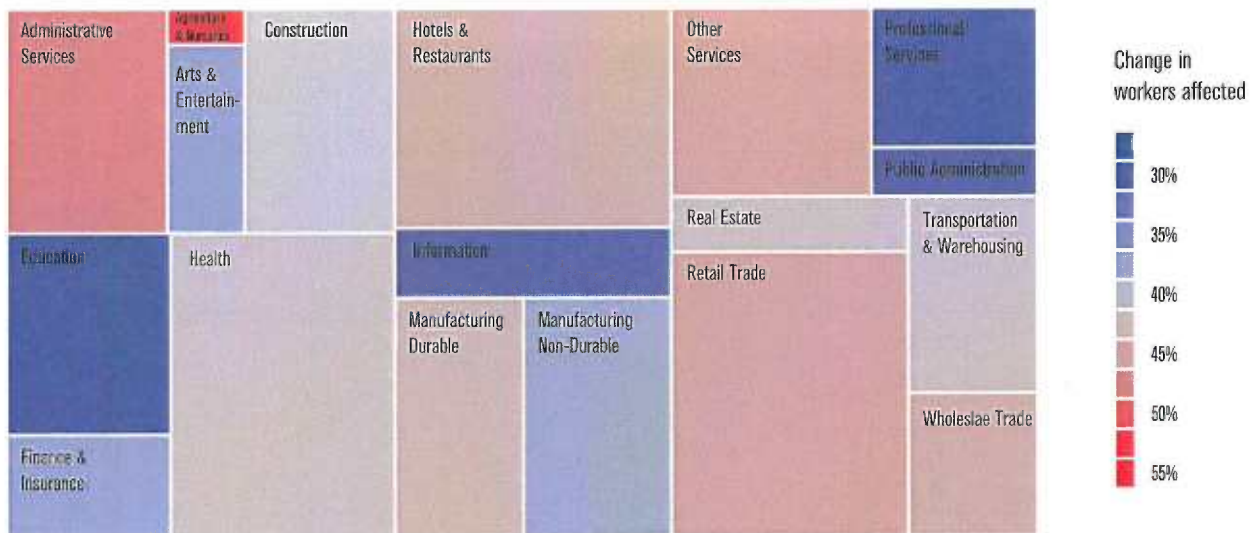 Administrative
Services
Agriculture
Arts &
Entertain-
ment
Construction
Hotels &
Restaurants
Other
Services
Professional
Services
Public Administration
Real Estate
Transportation
& Warehousing
Education
Health
Information
Retail Trade
Manufacturing
Durable
Manufacturing
Non-Durable
Wholeslae Trade
Finance &
Insurance
Change in
workers affected
30%
35%
40%
45%
50%
55%